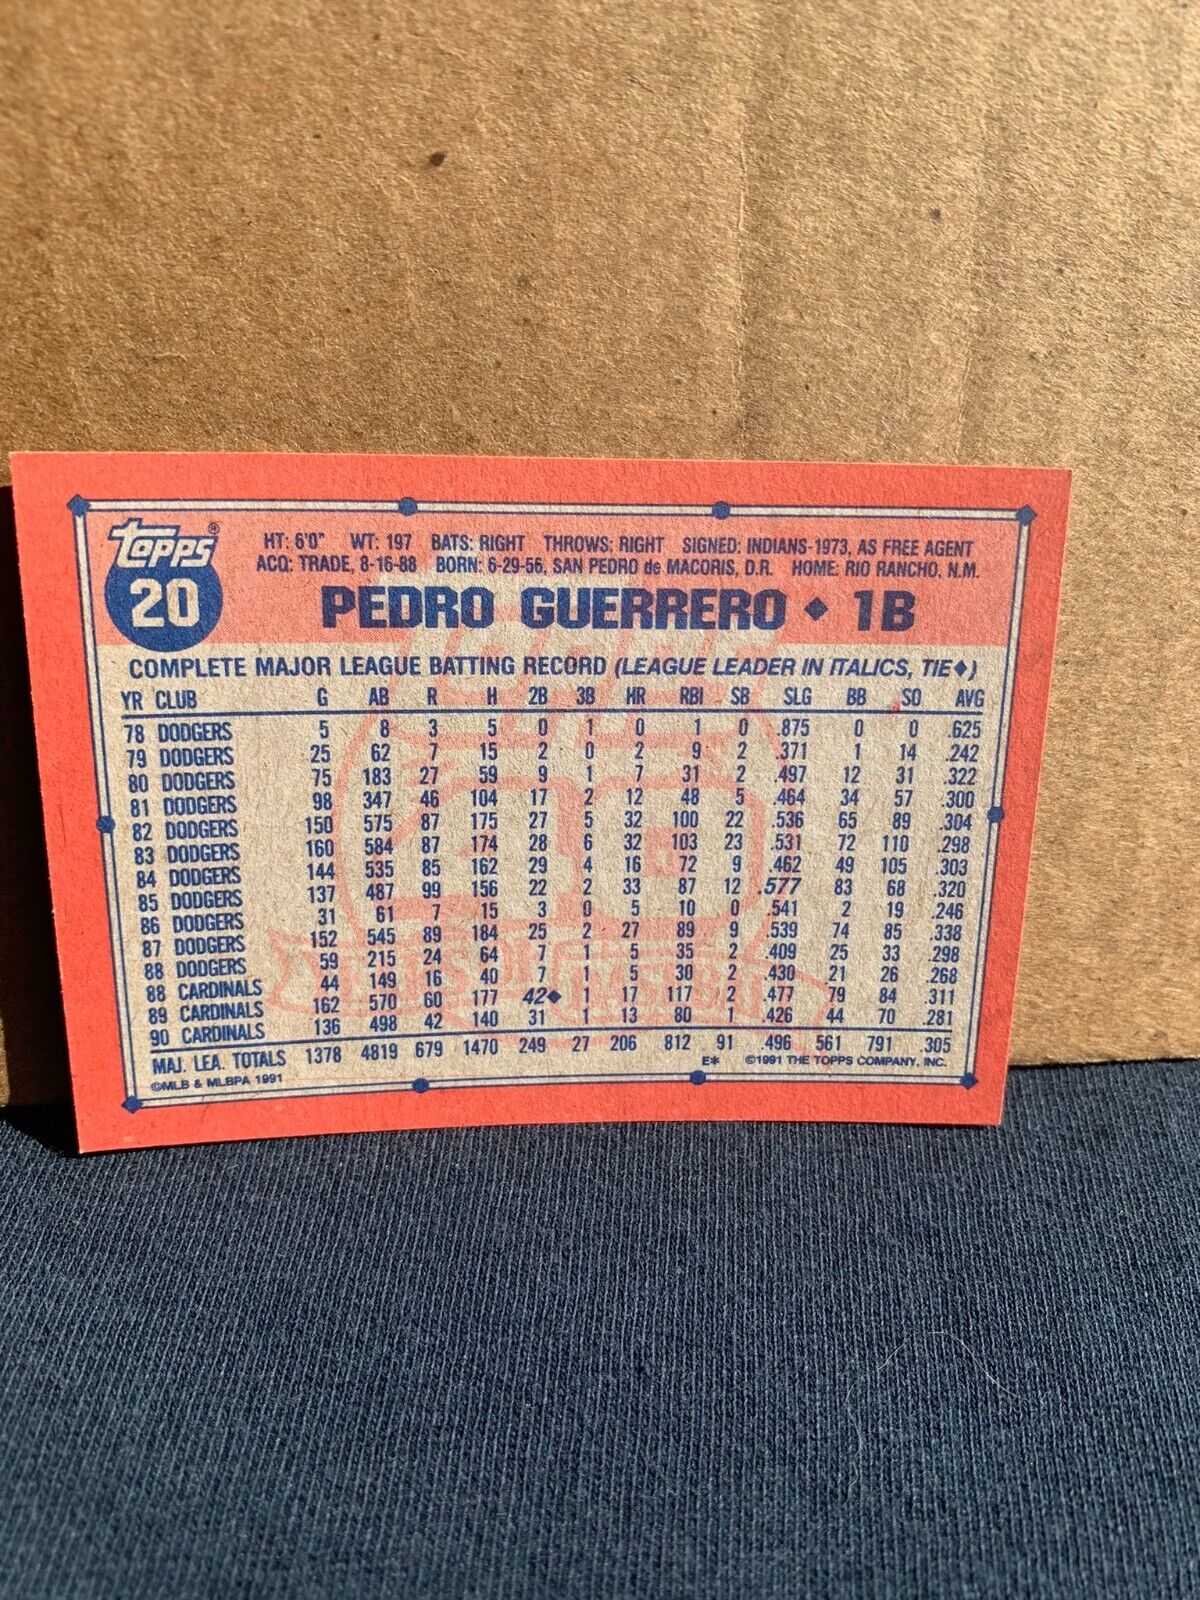 topps®
20
HT: 6'0" WT: 197 BATS: RIGHT THROWS: RIGHT SIGNED: INDIANS-1973, AS FREE AGENT
ACQ: TRADE, 8-16-88 BORN: 6-29-56, SAN PEDRO de MACORIS, D.R. HOME: RIO RANCHO, N.M.
PEDRO GUERRERO ◆ 1B
COMPLETE MAJOR LEAGUE BATTING RECORD (LEAGUE LEADER IN ITALICS, TIE◆)
YR CLUB G AB R H 2B 3B HR RBI SB SLG BB SO AVG
78 DODGERS 5 8 3 5 0 1 0 1 0 .875 0 0 .625
79 DODGERS 25 62 7 15 2 0 2 9 2 .371 1 14 .242
80 DODGERS 75 183 27 59 9 1 7 31 2 .497 12 31 .322
81 DODGERS 98 347 46 104 17 2 12 48 5 .464 34 57 .300
82 DODGERS 150 575 87 175 27 5 32 100 22 .536 65 89 .304
83 DODGERS 160 584 87 174 28 6 32 103 23 .531 72 110 .298
84 DODGERS 144 535 85 162 29 4 16 72 9 .462 49 105 .303
85 DODGERS 137 487 99 156 22 2 33 87 12 .577 83 68 .320
86 DODGERS 31 61 7 15 3 0 5 10 0 .541 2 19 .246
87 DODGERS 152 545 89 184 25 2 27 89 9 .539 74 85 .338
88 DODGERS 59 215 24 64 7 1 5 35 2 .409 25 33 .298
88 CARDINALS 44 149 16 40 7 1 5 30 2 .430 21 26 .268
89 CARDINALS 162 570 60 177 42◆ 1 17 117 2 .477 79 84 .311
90 CARDINALS 136 498 42 140 31 1 13 80 1 .426 44 70 .281
MAJ. LEA. TOTALS 1378 4819 679 1470 249 27 206 812 91 .496 561 791 .305
©MLB & MLBPA 1991 E* ©1991 THE TOPPS COMPANY, INC.